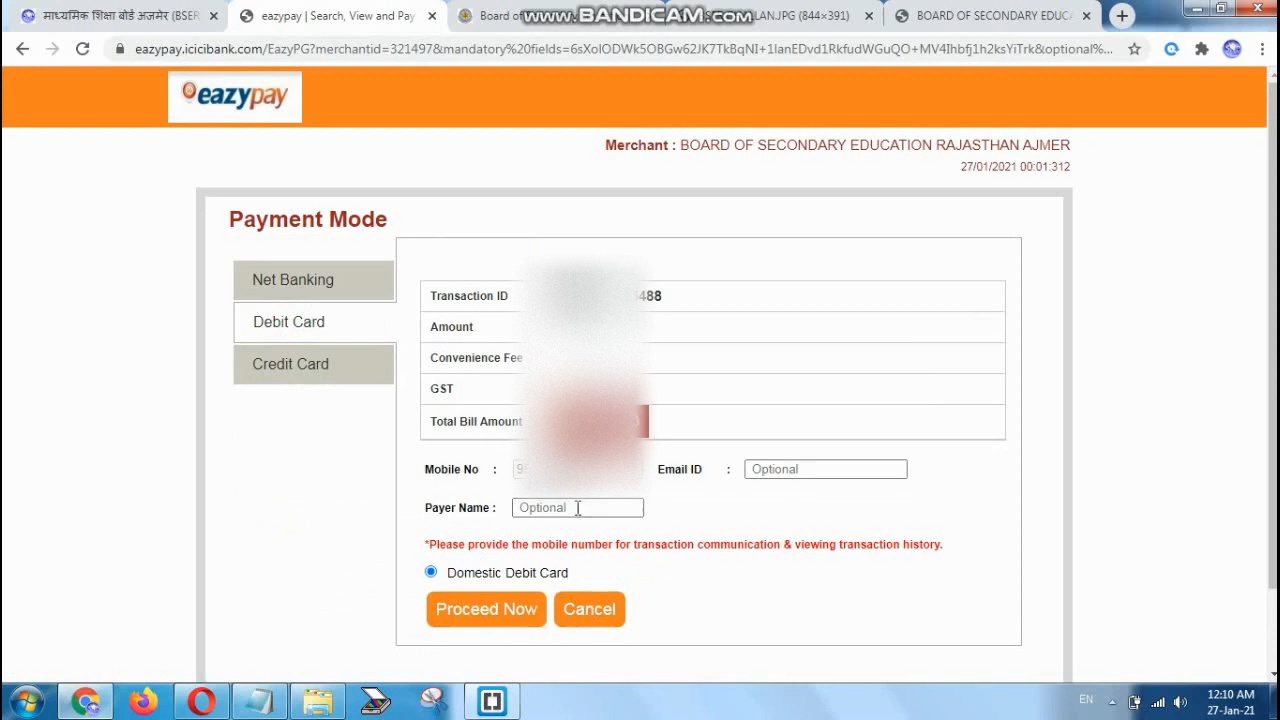 माध्यमिक शिक्षा बोर्ड अजमेर (BSER
eazypay | Search, View and Pay
Board of
www.BANDICAM.com
LAN.JPG (844×391)
BOARD OF SECONDARY EDUCA
eazypay.icicibank.com/EazyPG?merchantid=321497&mandatory%20fields=6sXolODWk5OBGw62JK7TkBqNI+1lanEDvd1RkfudWGuQO+MV4Ihbfj1h2ksYiTrk&optional%...
eazypay
Merchant : BOARD OF SECONDARY EDUCATION RAJASTHAN AJMER
27/01/2021 00:01:312
Payment Mode
Net Banking
Debit Card
Credit Card
Transaction ID 488
Amount
Convenience Fee
GST
Total Bill Amount
Mobile No : 9 Email ID : Optional
Payer Name : Optional
*Please provide the mobile number for transaction communication & viewing transaction history.
Domestic Debit Card
Proceed Now Cancel
EN
12:10 AM
27-Jan-21